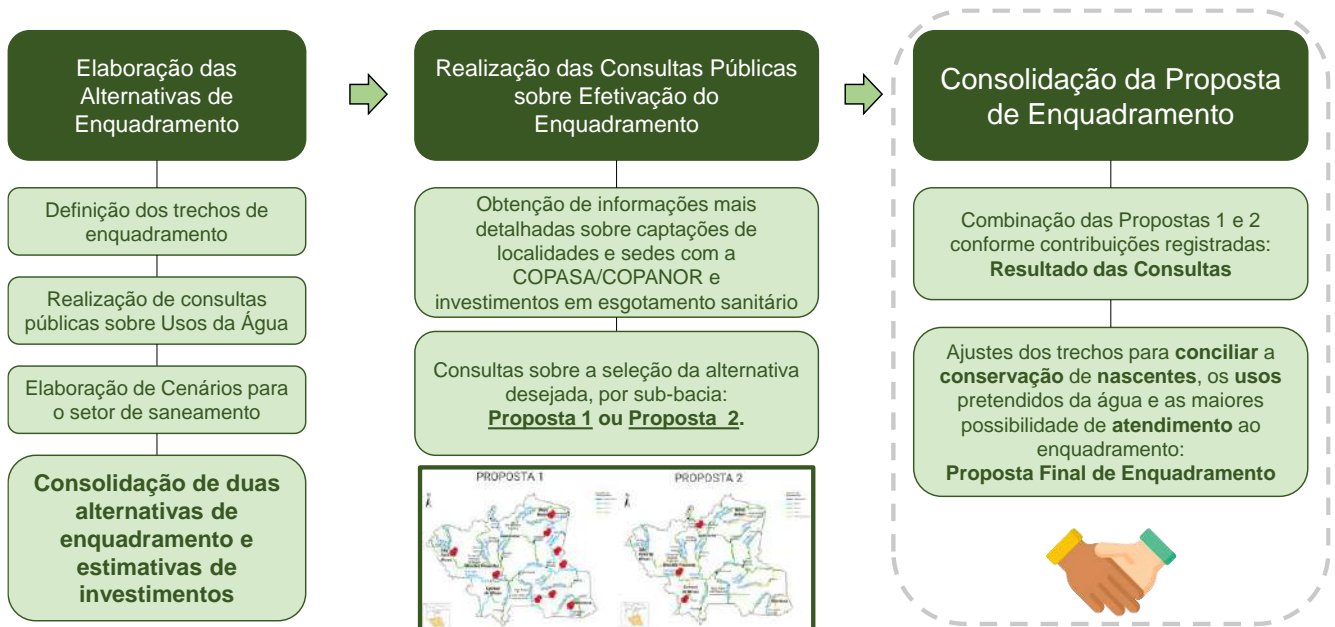 Elaboração das
Alternativas de
Enquadramento
Definição dos trechos de
enquadramento
Realização de consultas
públicas sobre Usos da Água
Elaboração de Cenários para
o setor de saneamento
Consolidação de duas
alternativas de
enquadramento e
estimativas de
investimentos
Realização das Consultas Públicas
sobre Efetivação do
Enquadramento
Obtenção de informações mais
detalhadas sobre captações de
localidades e sedes com a
COPASA/COPANOR e
investimentos em esgotamento sanitário
Consultas sobre a seleção da alternativa
desejada, por sub-bacia:
Proposta 1 ou Proposta 2.
PROPOSTA 1
PROPOSTA 2
Consolidação da Proposta
de Enquadramento
Combinação das Propostas 1 e 2
conforme contribuições registradas:
Resultado das Consultas
Ajustes dos trechos para conciliar a
conservação de nascentes, os usos
pretendidos da água e as maiores
possibilidade de atendimento ao
enquadramento:
Proposta Final de Enquadramento